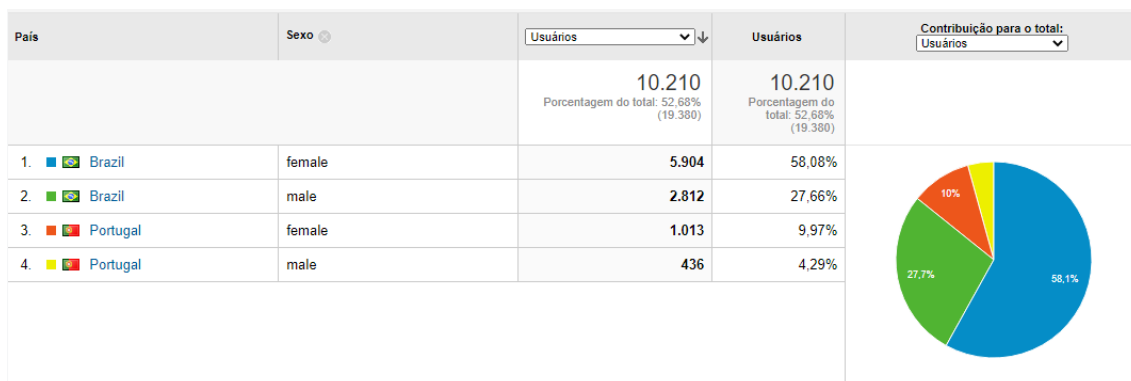 País Sexo Usuários Usuários Contribuição para o total:
Usuários
10.210 10.210
Porcentagem do total: 52,68% Porcentagem do
(19.380) total: 52,68%
(19.380)
1. Brazil female 5.904 58,08%
2. Brazil male 2.812 27,66%
3. Portugal female 1.013 9,97%
4. Portugal male 436 4,29%
10%
27,7%
58,1%